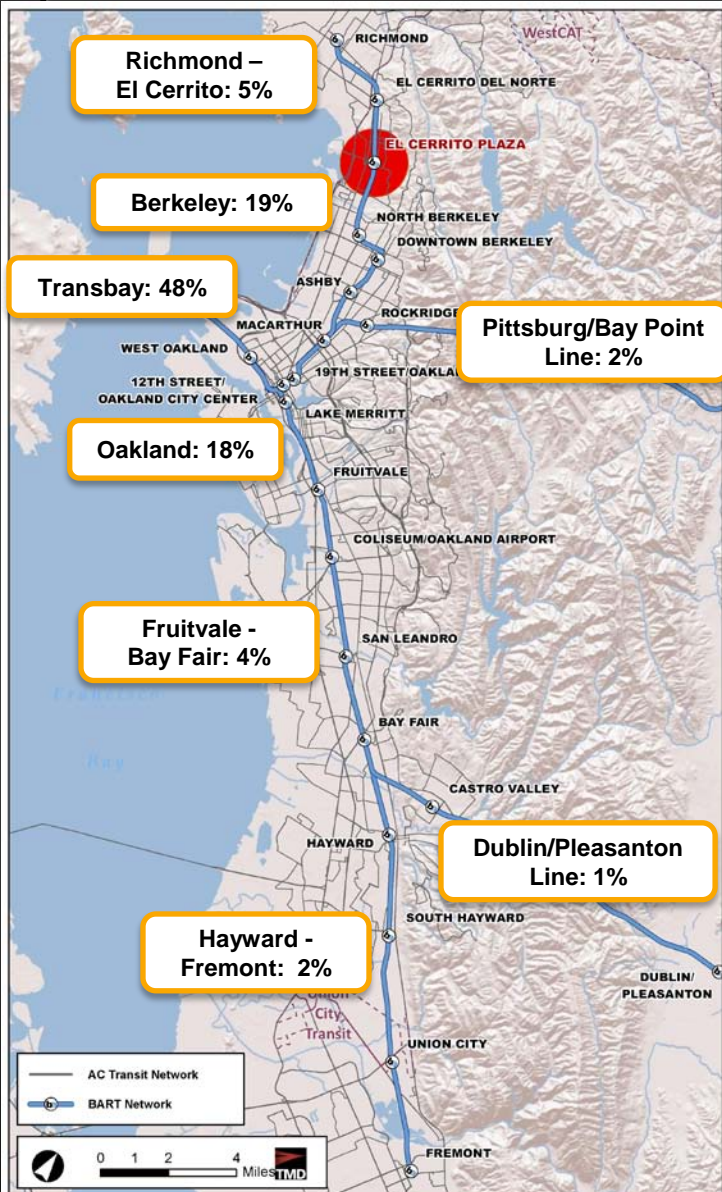 WestCAT
RICHMOND
Richmond –
El Cerrito: 5%
EL CERRITO DEL NORTE
EL CERRITO PLAZA
Berkeley: 19%
NORTH BERKELEY
DOWNTOWN BERKELEY
Transbay: 48%
ASHBY
ROCKRIDGE
MACARTHUR
Pittsburg/Bay Point
Line: 2%
WEST OAKLAND
19TH STREET/OAKL
12TH STREET/
OAKLAND CITY CENTER
LAKE MERRITT
Oakland: 18%
FRUITVALE
COLISEUM/OAKLAND AIRPORT
Fruitvale -
Bay Fair: 4%
SAN LEANDRO
Francisco
Bay
BAY FAIR
CASTRO VALLEY
HAYWARD
Dublin/Pleasanton
Line: 1%
SOUTH HAYWARD
Hayward -
Fremont: 2%
DUBLIN/
PLEASANTON
Union
City
Transit
UNION CITY
AC Transit Network
BART Network
FREMONT
0 1 2 4
Miles
TMD